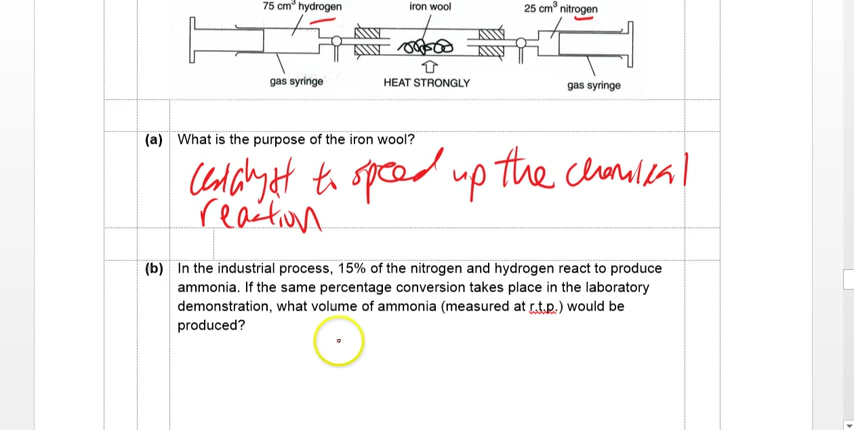 75 cm³ hydrogen
iron wool
25 cm³ nitrogen
gas syringe
HEAT STRONGLY
gas syringe
(a) What is the purpose of the iron wool?
catalyst to speed up the chemical
reaction
(b) In the industrial process, 15% of the nitrogen and hydrogen react to produce
ammonia. If the same percentage conversion takes place in the laboratory
demonstration, what volume of ammonia (measured at r.t.p.) would be
produced?